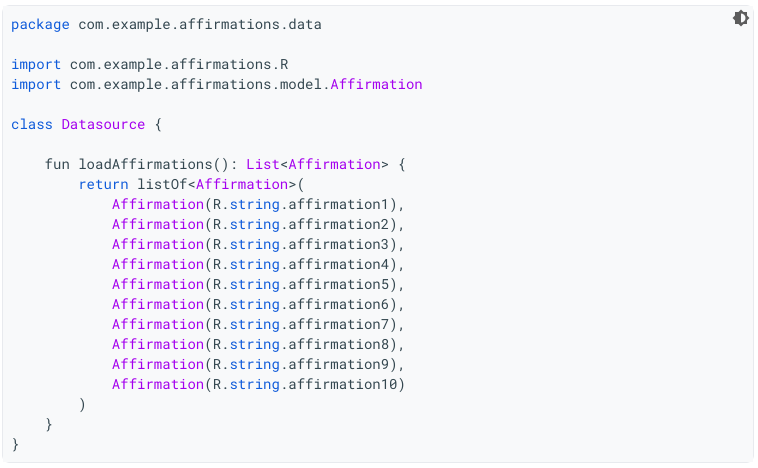 package com.example.affirmations.data

import com.example.affirmations.R
import com.example.affirmations.model.Affirmation

class Datasource {

    fun loadAffirmations(): List<Affirmation> {
        return listOf<Affirmation>(
            Affirmation(R.string.affirmation1),
            Affirmation(R.string.affirmation2),
            Affirmation(R.string.affirmation3),
            Affirmation(R.string.affirmation4),
            Affirmation(R.string.affirmation5),
            Affirmation(R.string.affirmation6),
            Affirmation(R.string.affirmation7),
            Affirmation(R.string.affirmation8),
            Affirmation(R.string.affirmation9),
            Affirmation(R.string.affirmation10)
        )
    }
}